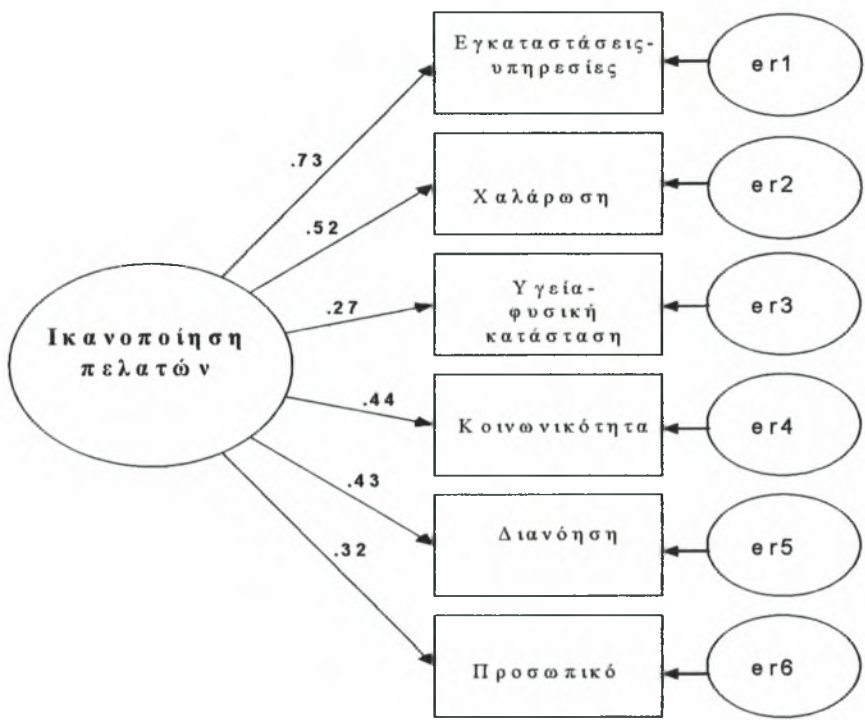 Εγκαταστάσεις-
υπηρεσίες
er1
.73
Χαλάρωση
er2
.52
Υγεία-
φυσική
κατάσταση
er3
.27
Ικανοποίηση
πελατών
.44
Κοινωνικότητα
er4
.43
Διανόηση
er5
.32
Προσωπικό
er6